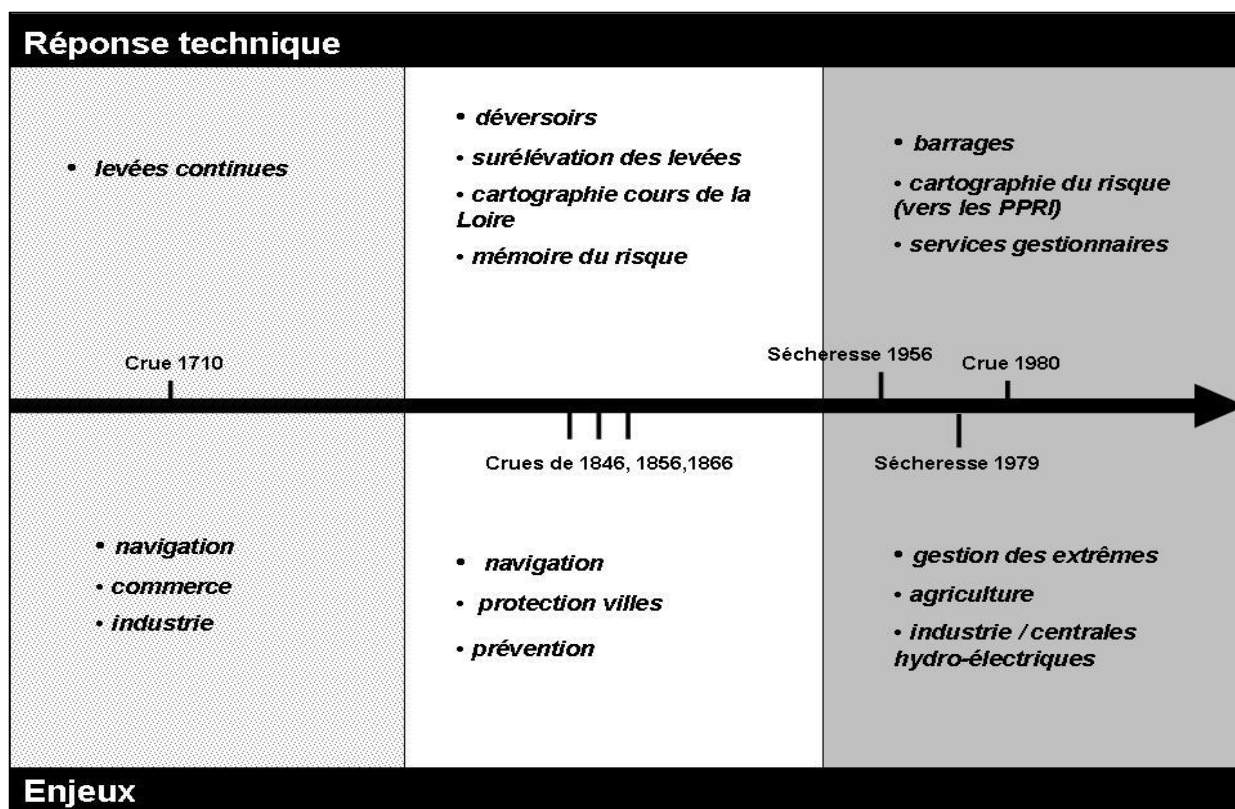 Réponse technique
• levées continues
• déversoirs
• surélévation des levées
• cartographie cours de la
Loire
• mémoire du risque
• barrages
• cartographie du risque
(vers les PPRI)
• services gestionnaires
Crue 1710
Sécheresse 1956
Crue 1980
Crues de 1846, 1856,1866
Sécheresse 1979
• navigation
• commerce
• industrie
• navigation
• protection villes
• prévention
• gestion des extrêmes
• agriculture
• industrie / centrales
hydro-électriques
Enjeux